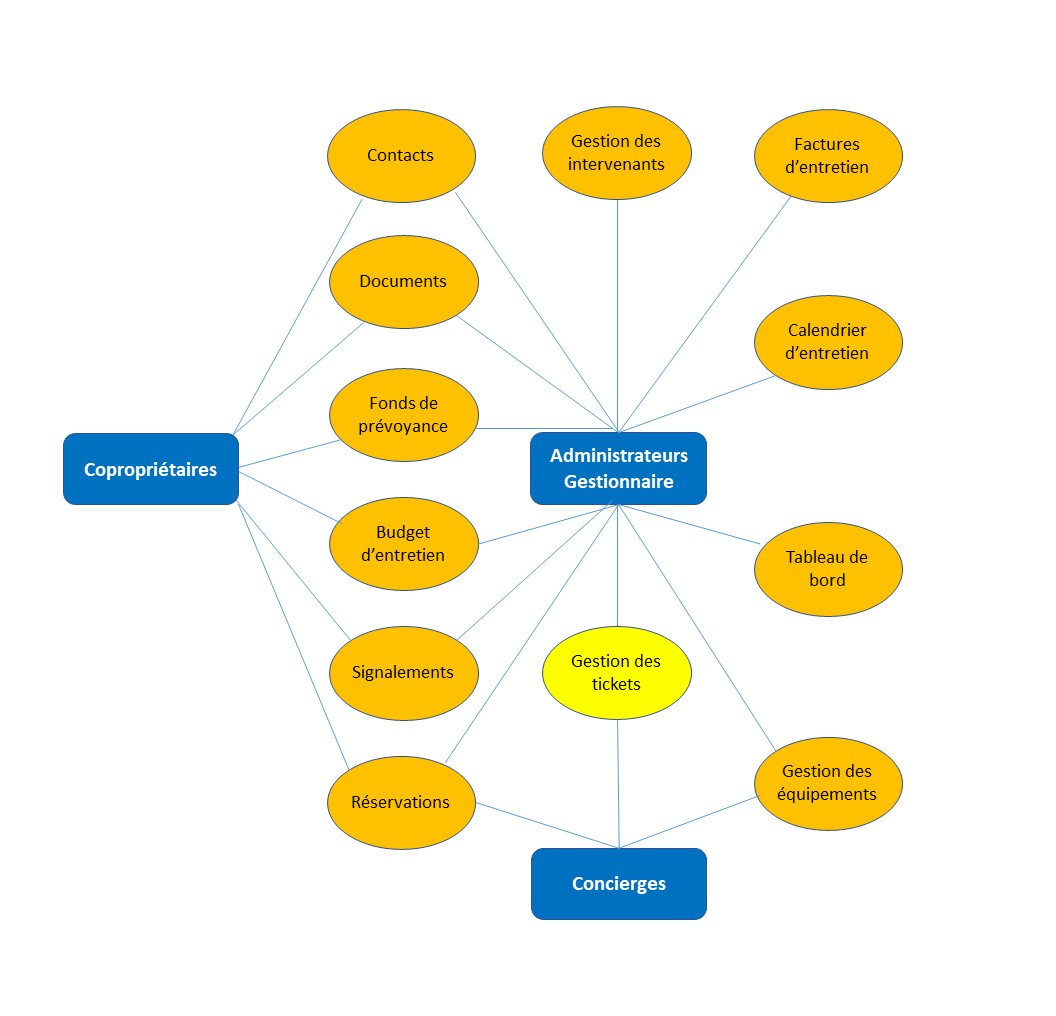 Contacts
Gestion des
intervenants
Factures
d’entretien
Documents
Calendrier
d’entretien
Fonds de
prévoyance
Copropriétaires
Administrateurs
Gestionnaire
Budget
d’entretien
Tableau de
bord
Signalements
Gestion des
tickets
Réservations
Gestion des
équipements
Concierges